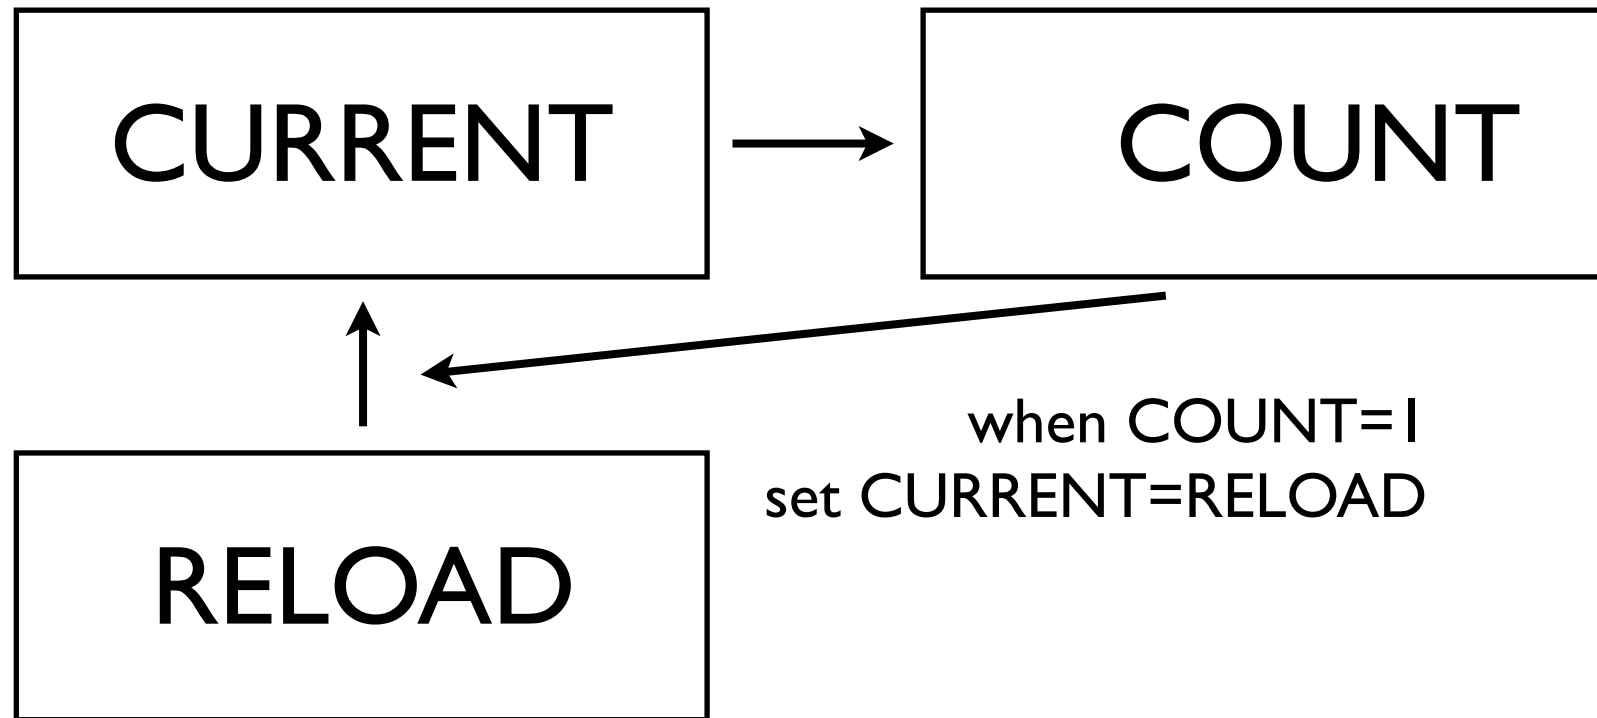 CURRENT
COUNT
when COUNT=1
set CURRENT=RELOAD
RELOAD